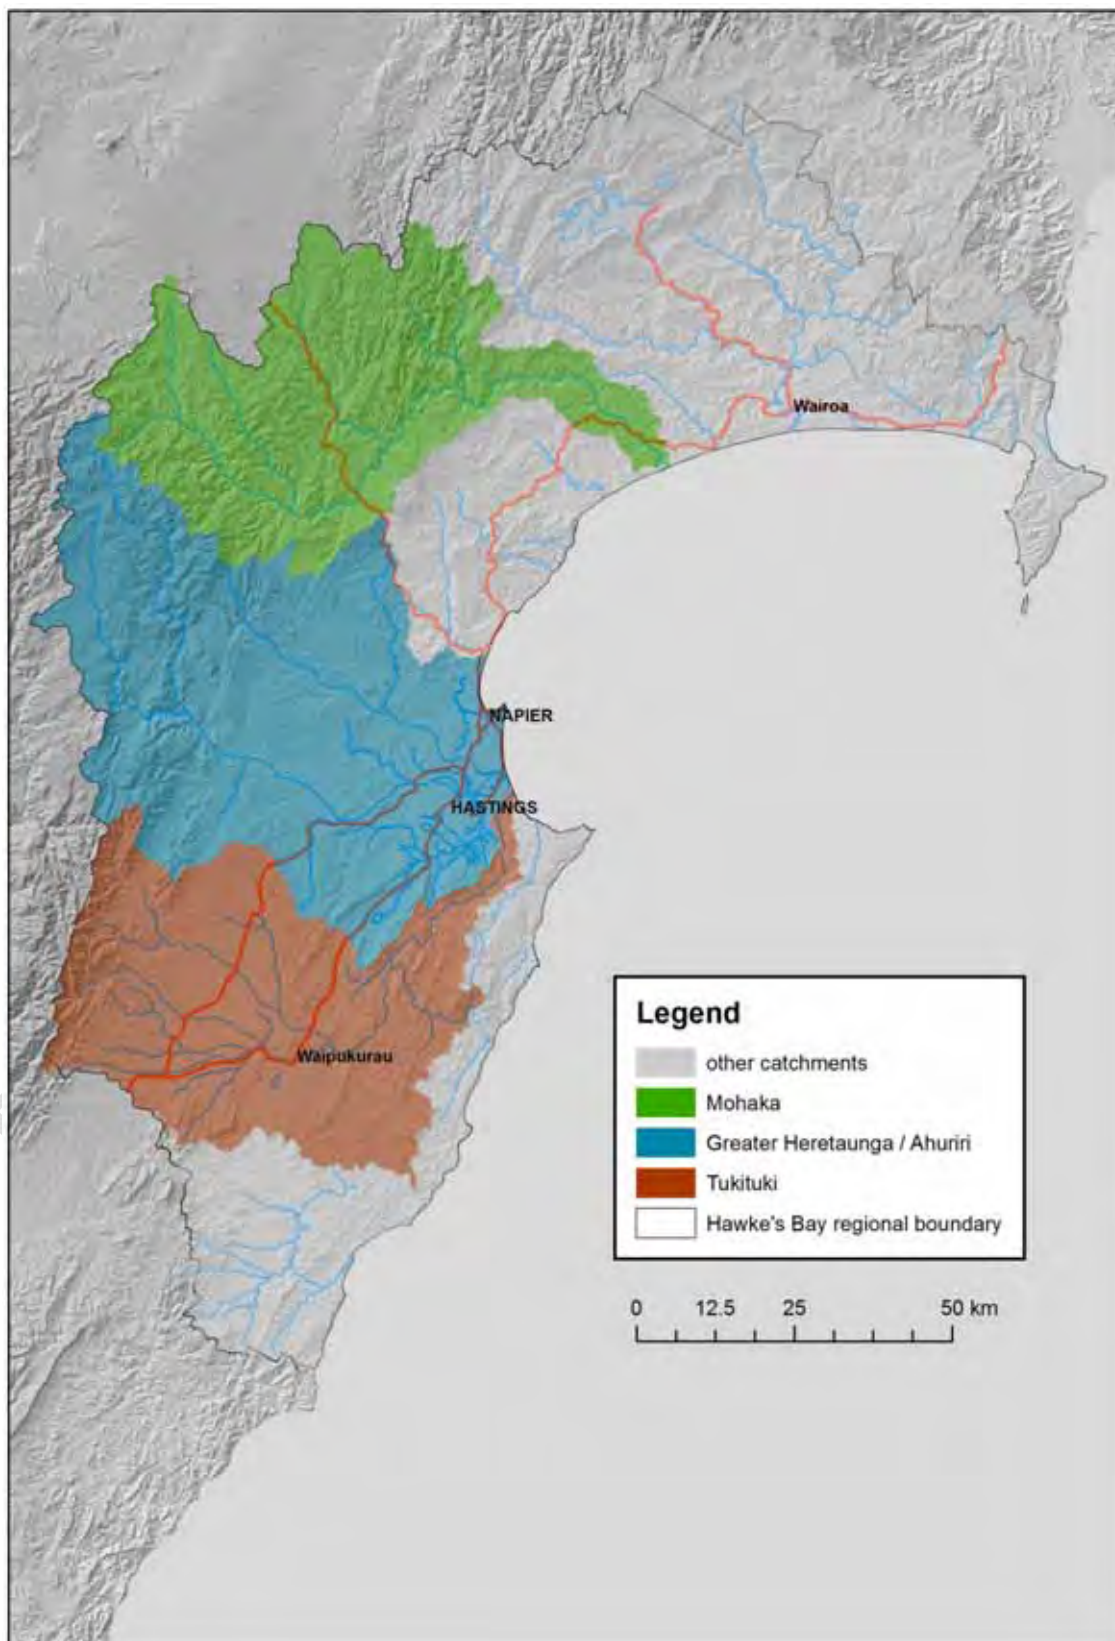 Wairoa
NAPIER
HASTINGS
Waipukurau
Legend
other catchments
Mohaka
Greater Heretaunga / Ahuriri
Tukituki
Hawke's Bay regional boundary
0 12.5 25 50 km